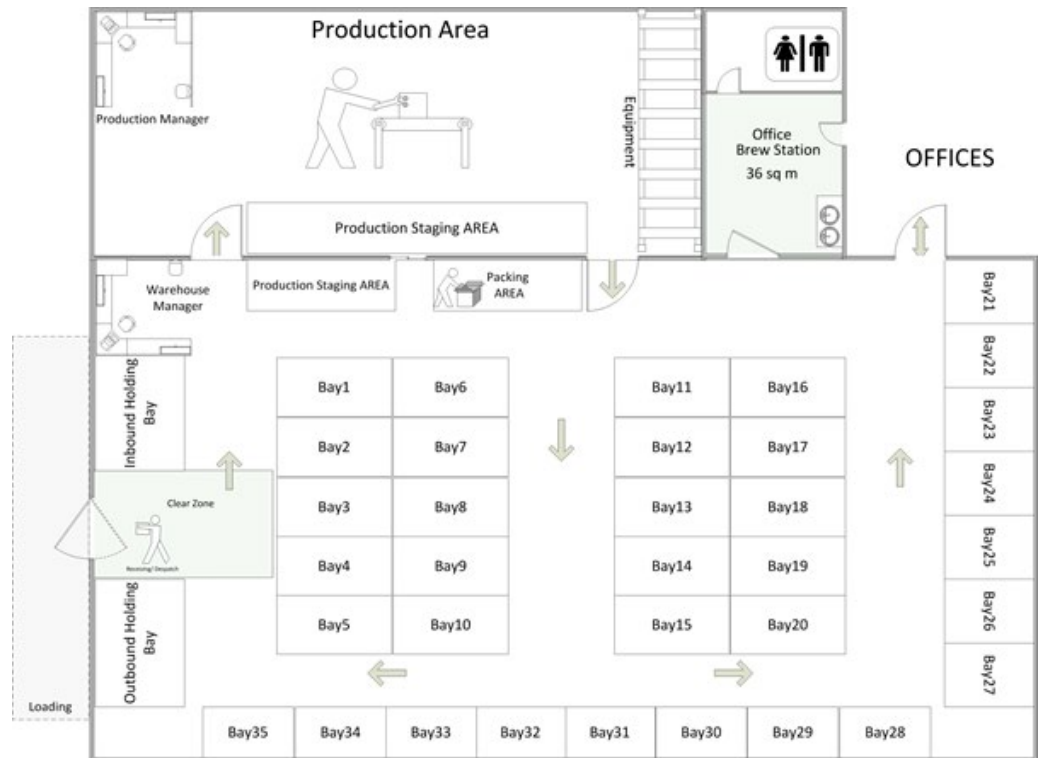 Production Area
Production Manager
Equipment
Office
Brew Station
36 sq m
OFFICES
Production Staging AREA
Warehouse
Manager
Production Staging AREA
Packing
AREA
Inbound Holding
Bay
Clear Zone
Receiving/ Despatch
Outbound Holding
Bay
Loading
Bay1
Bay6
Bay2
Bay7
Bay3
Bay8
Bay4
Bay9
Bay5
Bay10
Bay11
Bay16
Bay12
Bay17
Bay13
Bay18
Bay14
Bay19
Bay15
Bay20
Bay21
Bay22
Bay23
Bay24
Bay25
Bay26
Bay27
Bay35
Bay34
Bay33
Bay32
Bay31
Bay30
Bay29
Bay28